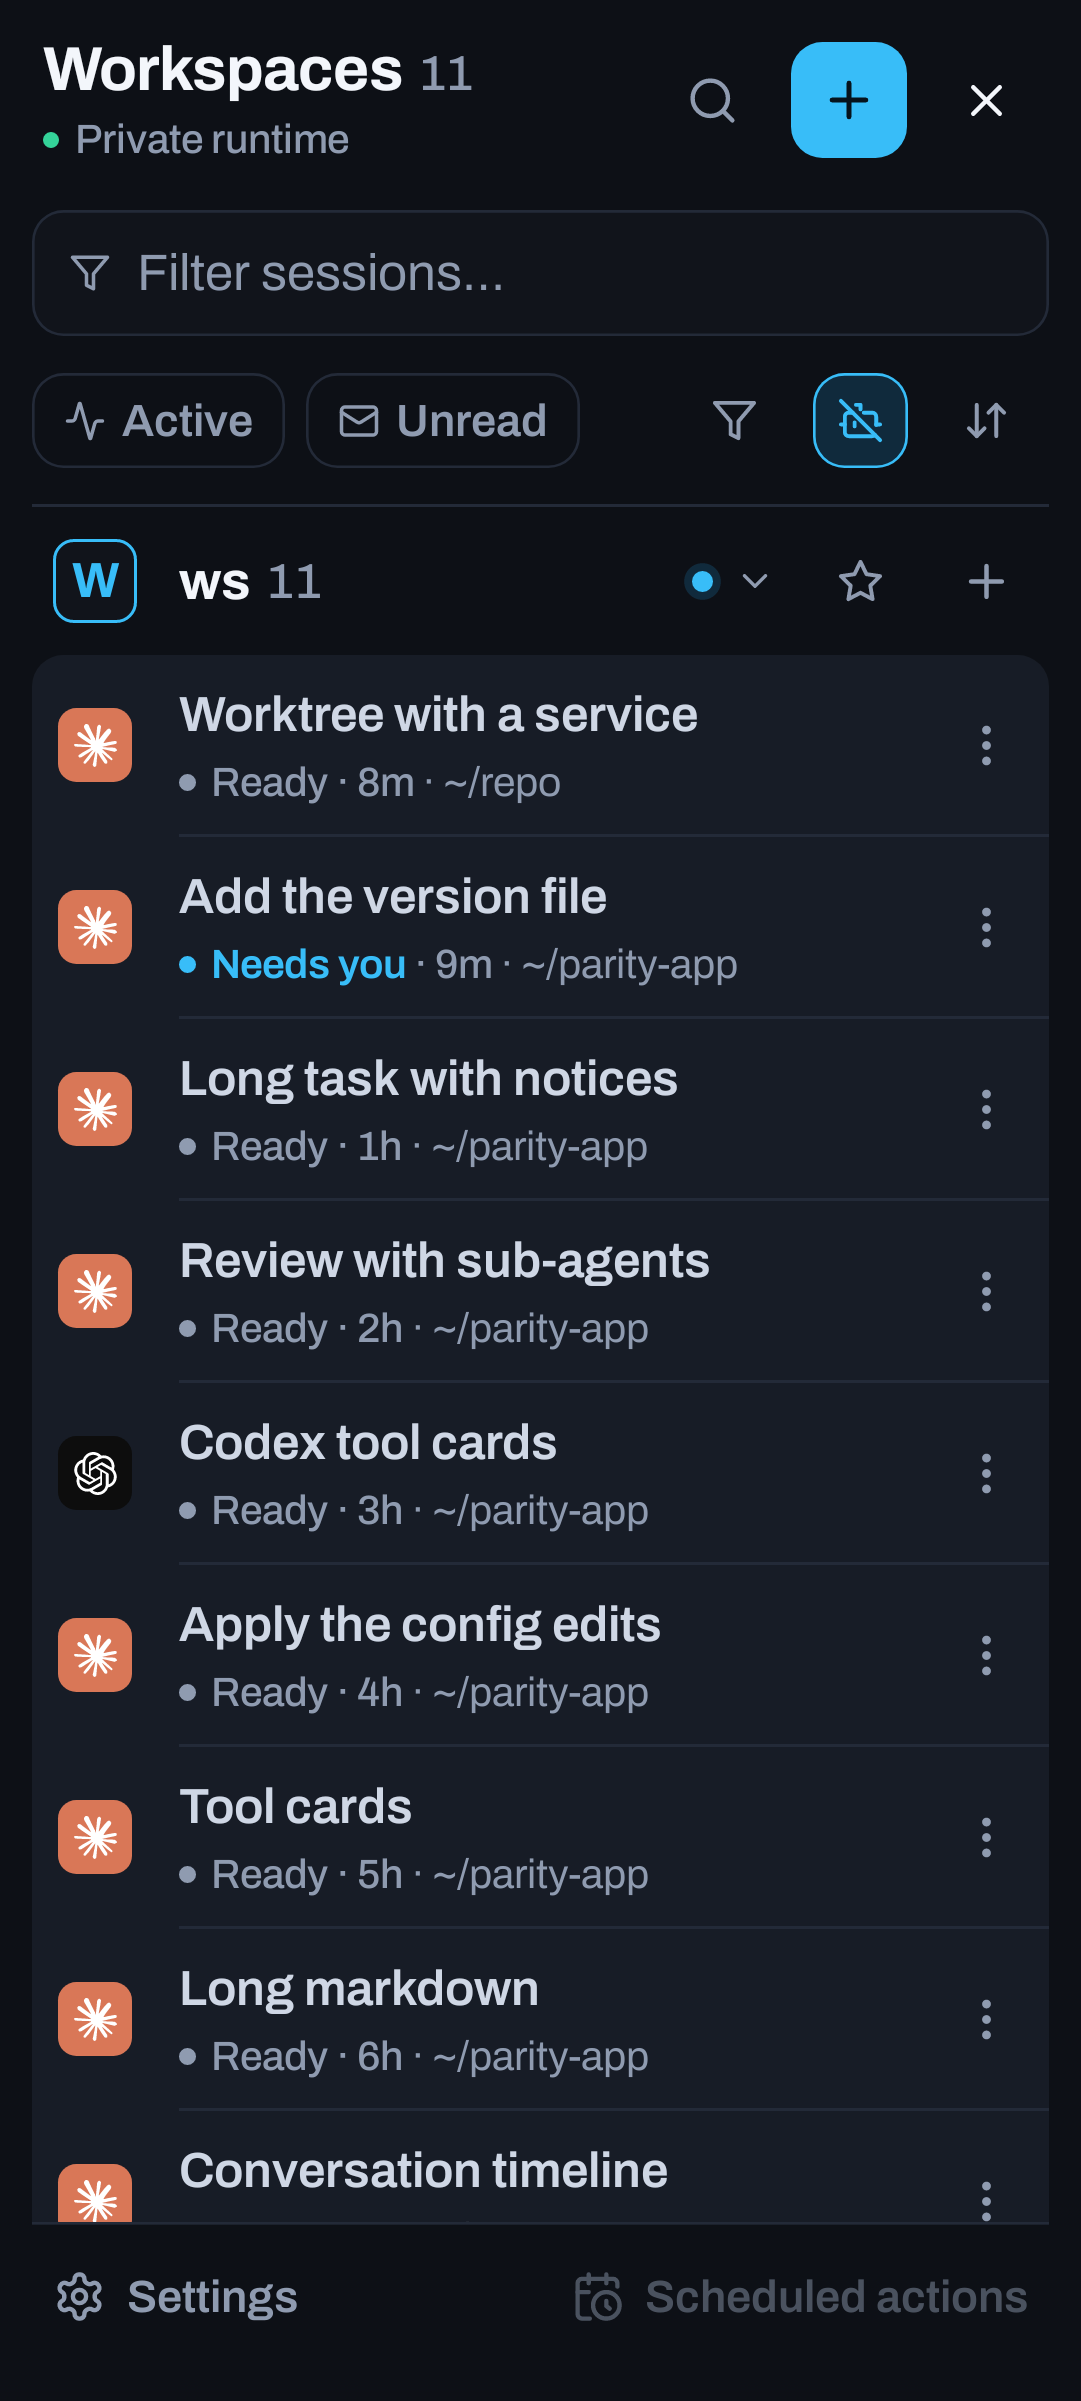 Workspaces 11
Private runtime
Filter sessions...
Active
Unread
W
ws 11
Worktree with a service
Ready · 8m · ~/repo
Add the version file
Needs you · 9m · ~/parity-app
Long task with notices
Ready · 1h · ~/parity-app
Review with sub-agents
Ready · 2h · ~/parity-app
Codex tool cards
Ready · 3h · ~/parity-app
Apply the config edits
Ready · 4h · ~/parity-app
Tool cards
Ready · 5h · ~/parity-app
Long markdown
Ready · 6h · ~/parity-app
Conversation timeline
Settings
Scheduled actions